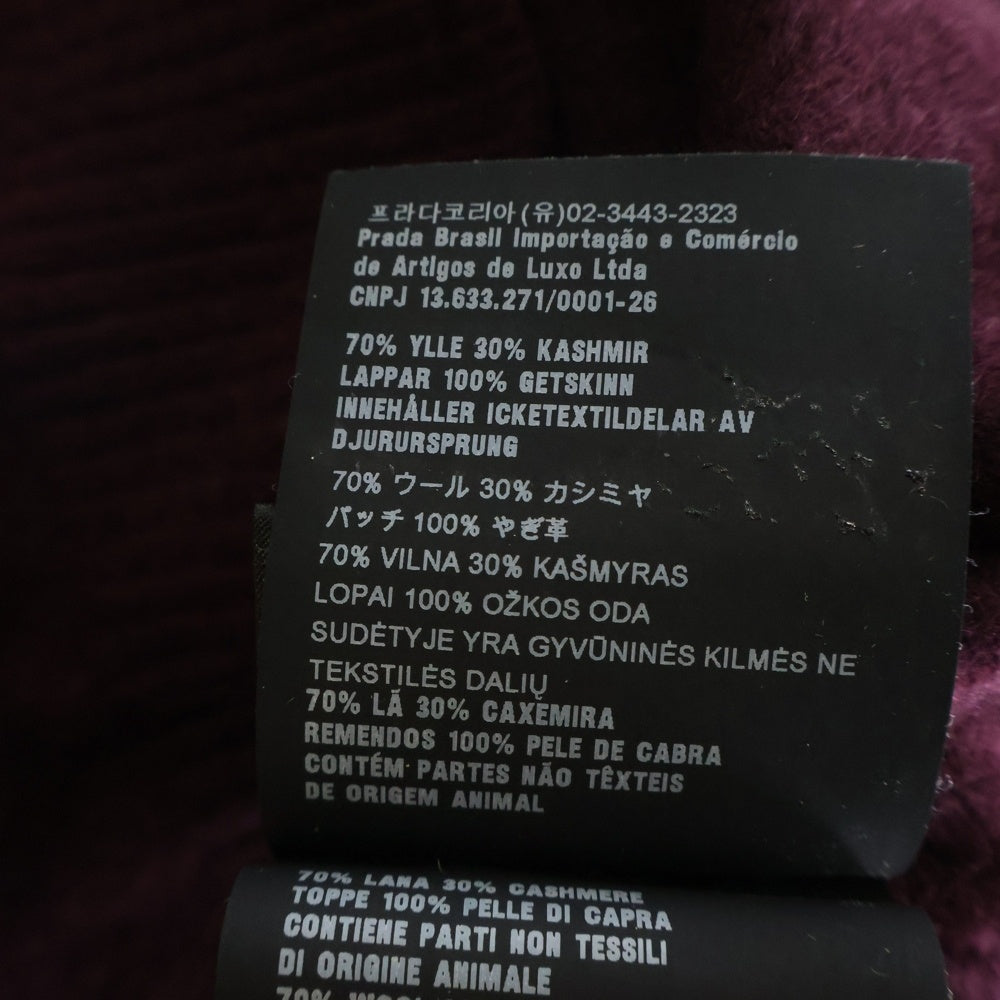 프라다코리아(유)02-3443-2323
Prada Brasil Importação e Comércio
de Artigos de Luxo Ltda
CNPJ 13.633.271/0001-26
70% YLLE 30% KASHMIR
LAPPAR 100% GETSKINN
INNEHÅLLER ICKETEXTILDELAR AV
DJURURSPRUNG
70% ウール 30% カシミヤ
パッチ 100% やぎ革
70% VILNA 30% KAŠMYRAS
LOPAI 100% OŽKOS ODA
SUDĖTYJE YRA GYVŪNINĖS KILMĖS NE
TEKSTILĖS DALIŲ
70% LÃ 30% CAXEMIRA
REMENDOS 100% PELE DE CABRA
CONTÉM PARTES NÃO TÊXTEIS
DE ORIGEM ANIMAL
70% LANA 30% CASHMERE
TOPPE 100% PELLE DI CAPRA
CONTIENE PARTI NON TESSILI
DI ORIGINE ANIMALE
70%